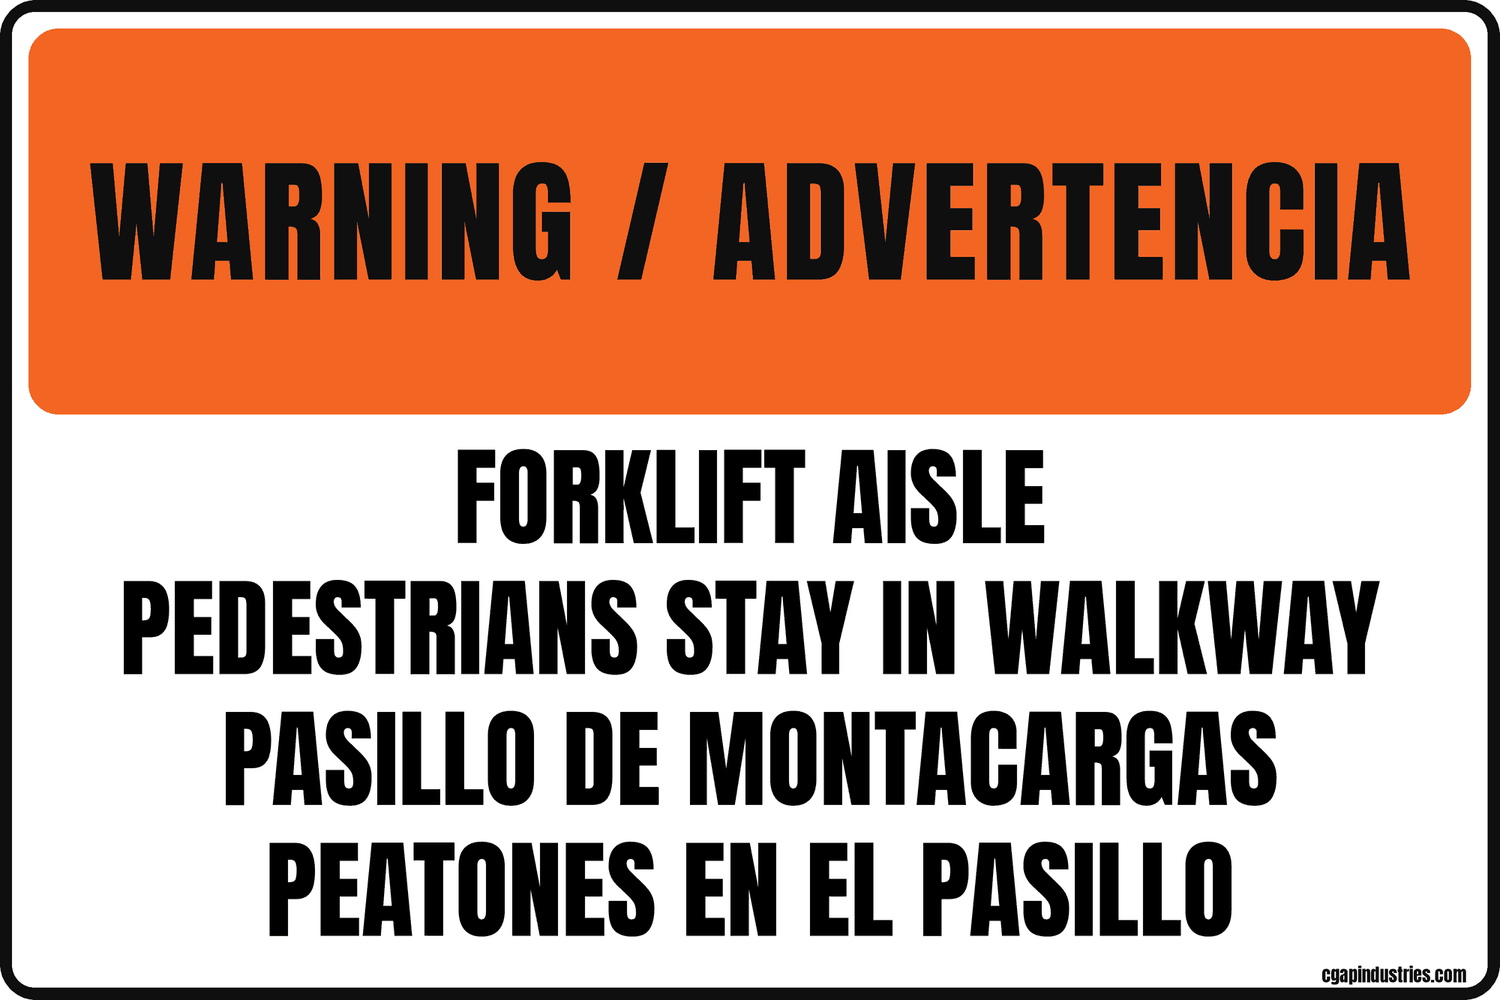 WARNING / ADVERTENCIA
FORKLIFT AISLE
PEDESTRIANS STAY IN WALKWAY
PASILLO DE MONTACARGAS
PEATONES EN EL PASILLO
cgapindustries.com